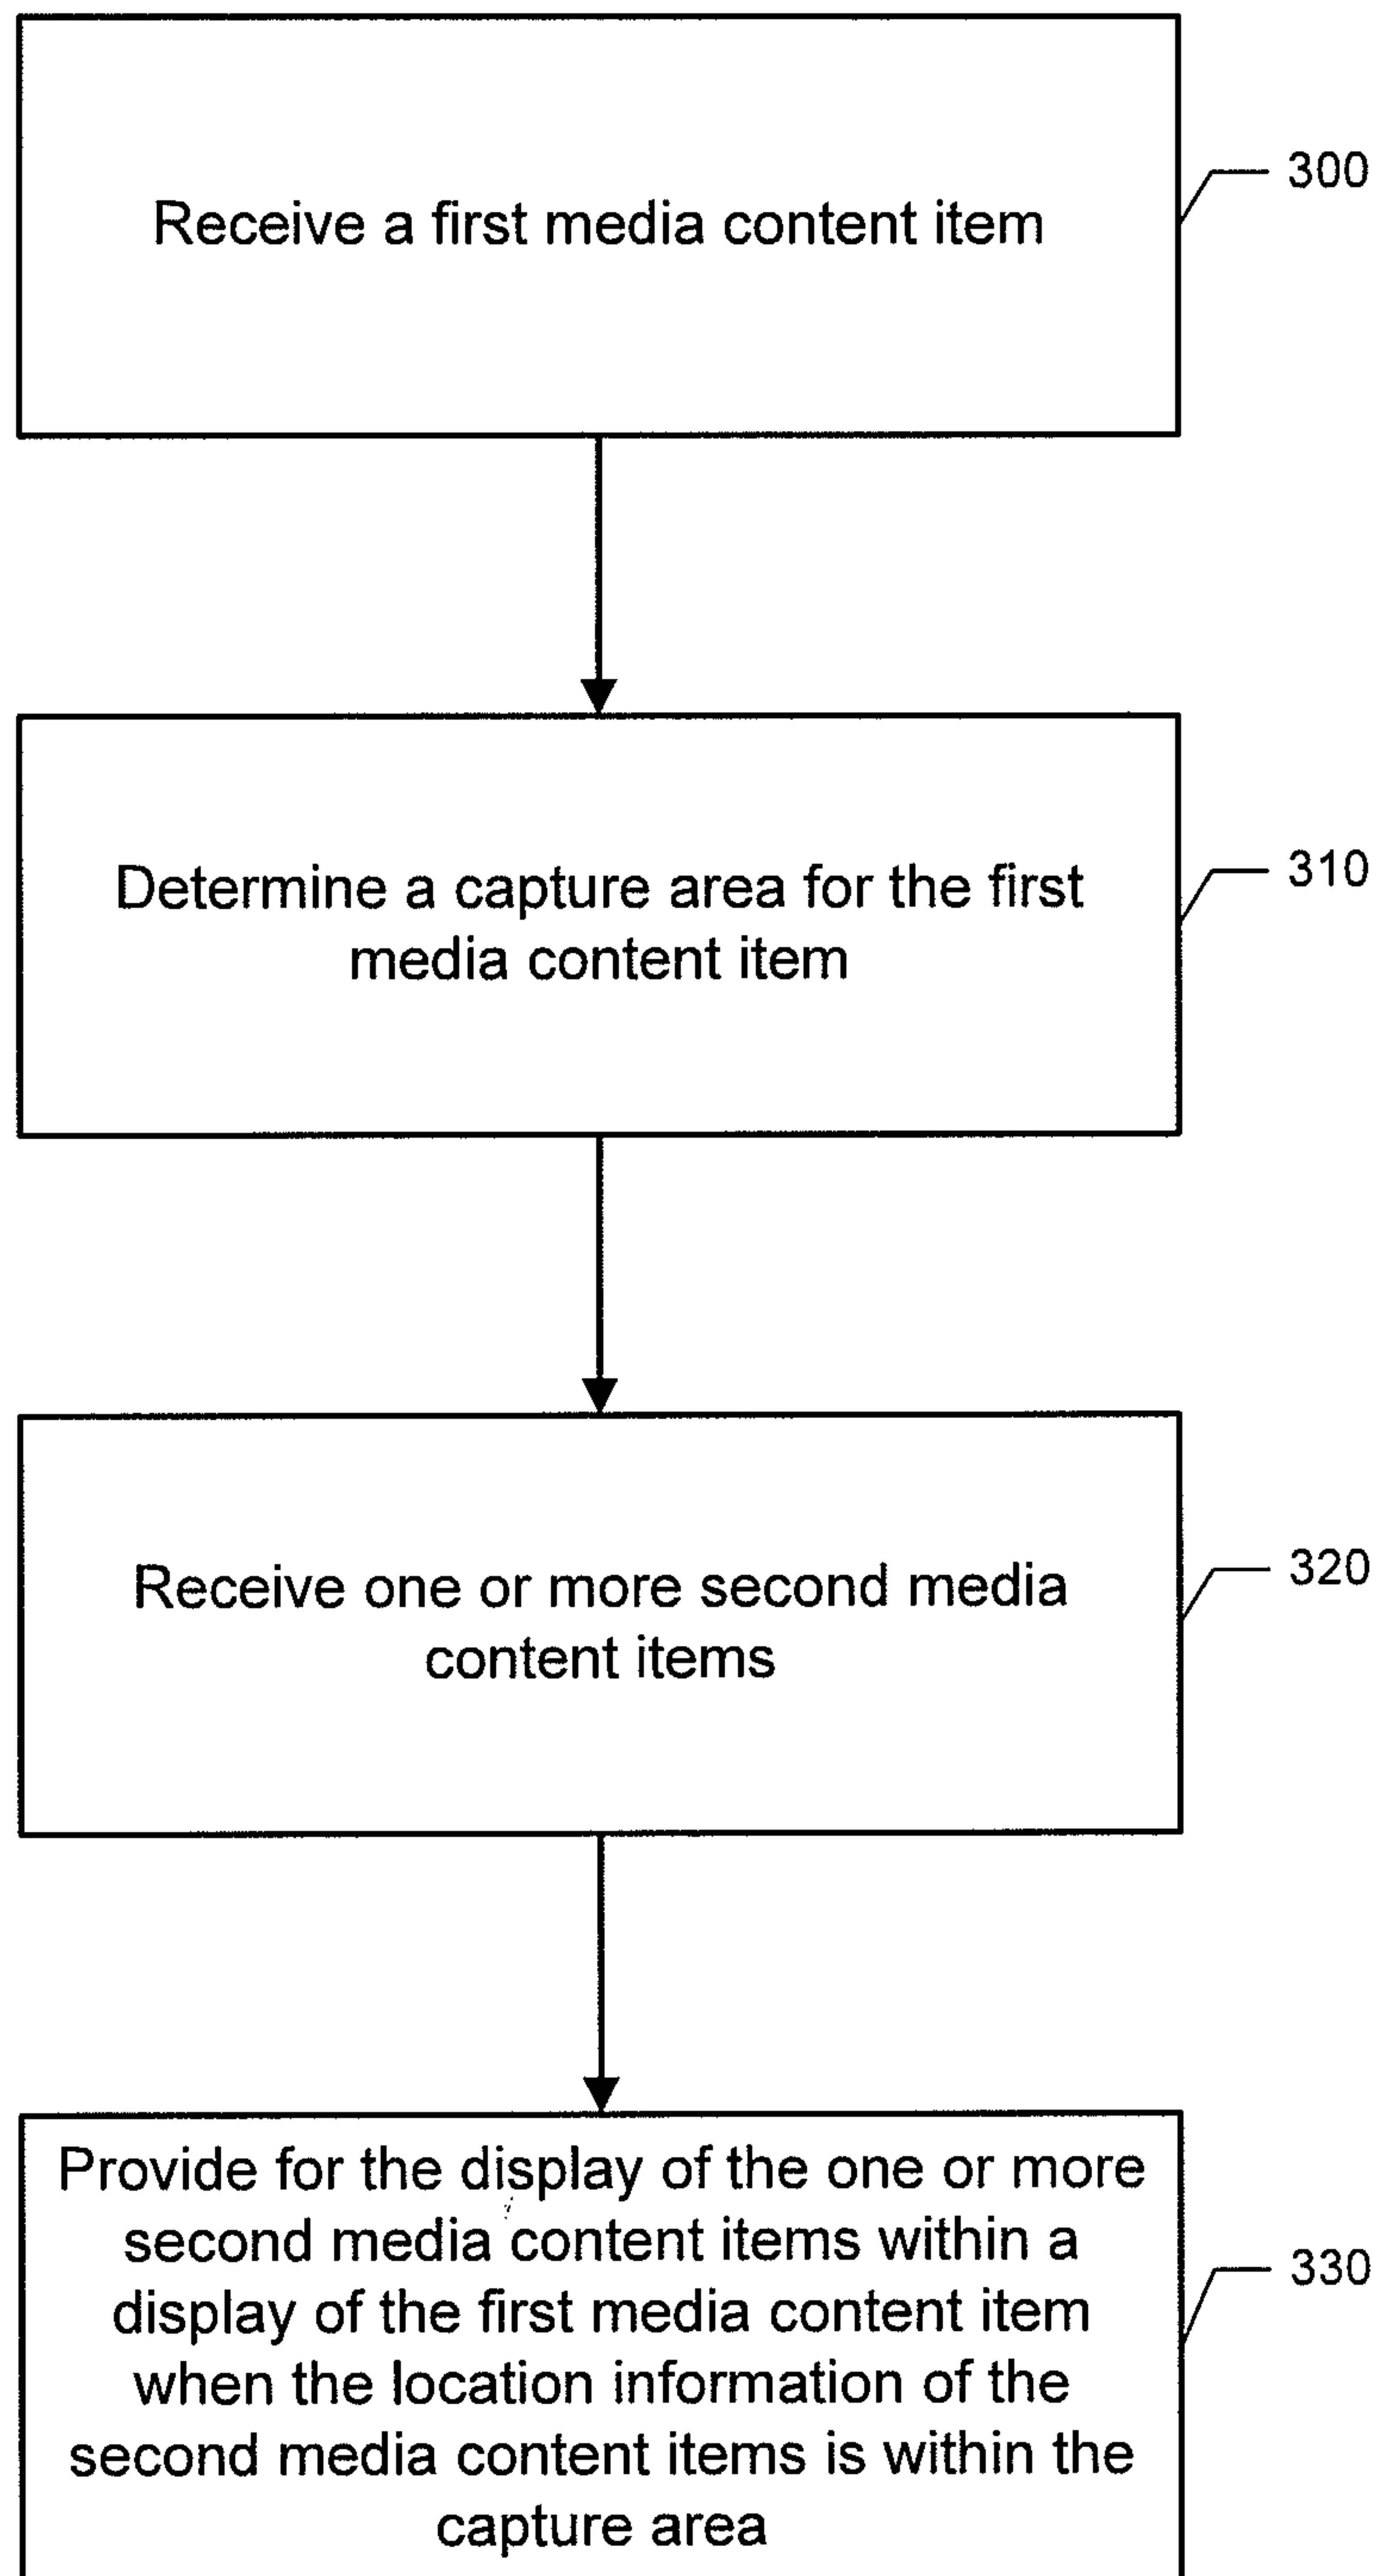 Receive a first media content item
300
Determine a capture area for the first
media content item
310
Receive one or more second media
content items
320
Provide for the display of the one or more
second media content items within a
display of the first media content item
when the location information of the
second media content items is within the
capture area
330